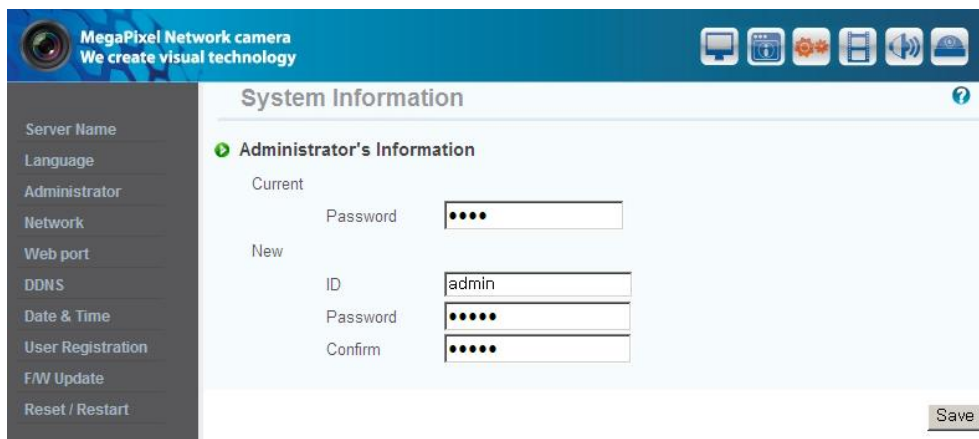 MegaPixel Network camera
We create visual technology
System Information
?
Server Name
Language
Administrator
Network
Web port
DDNS
Date & Time
User Registration
F/W Update
Reset / Restart
Administrator's Information
Current
Password ••••
New
ID admin
Password •••••
Confirm •••••
Save